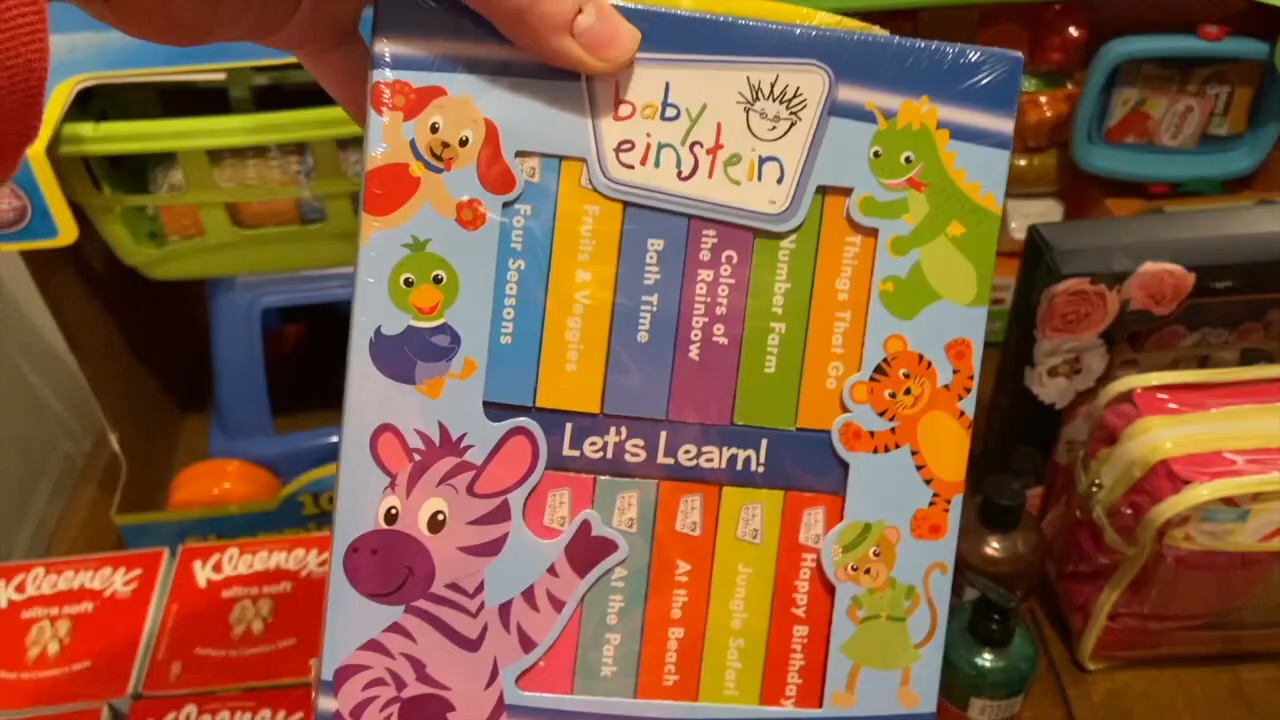 baby
einstein
Four Seasons
Fruits & Veggies
Bath Time
Colors of
the Rainbow
Number Farm
Things That Go
Let's Learn!
At the Park
At the Beach
Jungle Safari
Happy Birthday
Kleenex
ultra soft
Kleenex
ultra soft
10